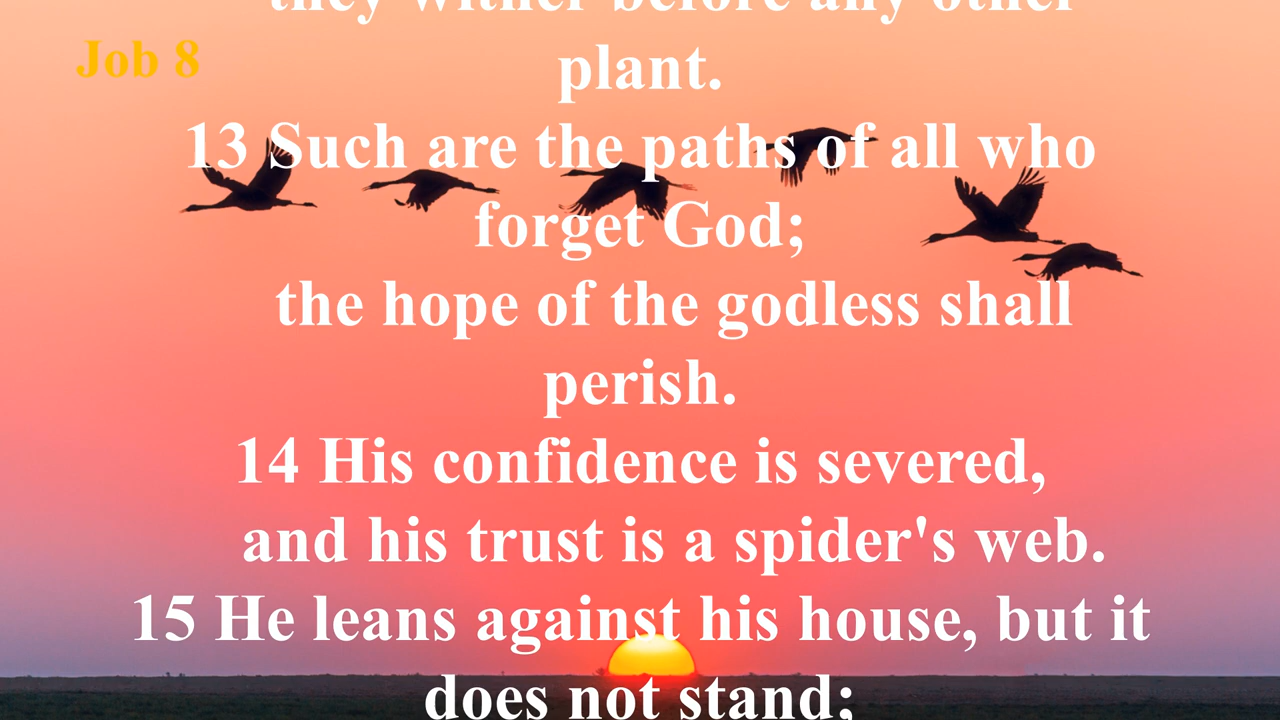 they wither before any other
Job 8
plant.
13 Such are the paths of all who
forget God;
the hope of the godless shall
perish.
14 His confidence is severed,
and his trust is a spider's web.
15 He leans against his house, but it
does not stand;